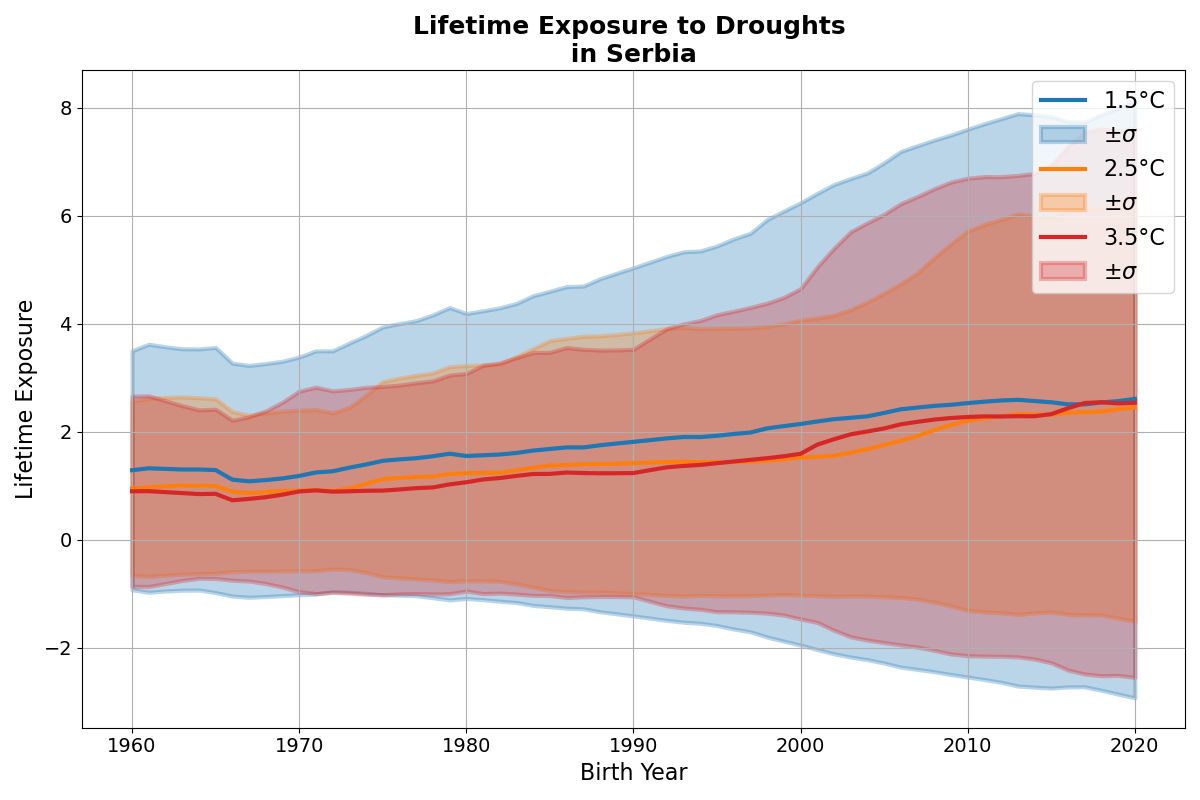 Lifetime Exposure to Droughts
in Serbia
1.5°C
±σ
2.5°C
±σ
3.5°C
±σ
8
6
4
2
0
−2
Lifetime Exposure
1960 1970 1980 1990 2000 2010 2020
Birth Year